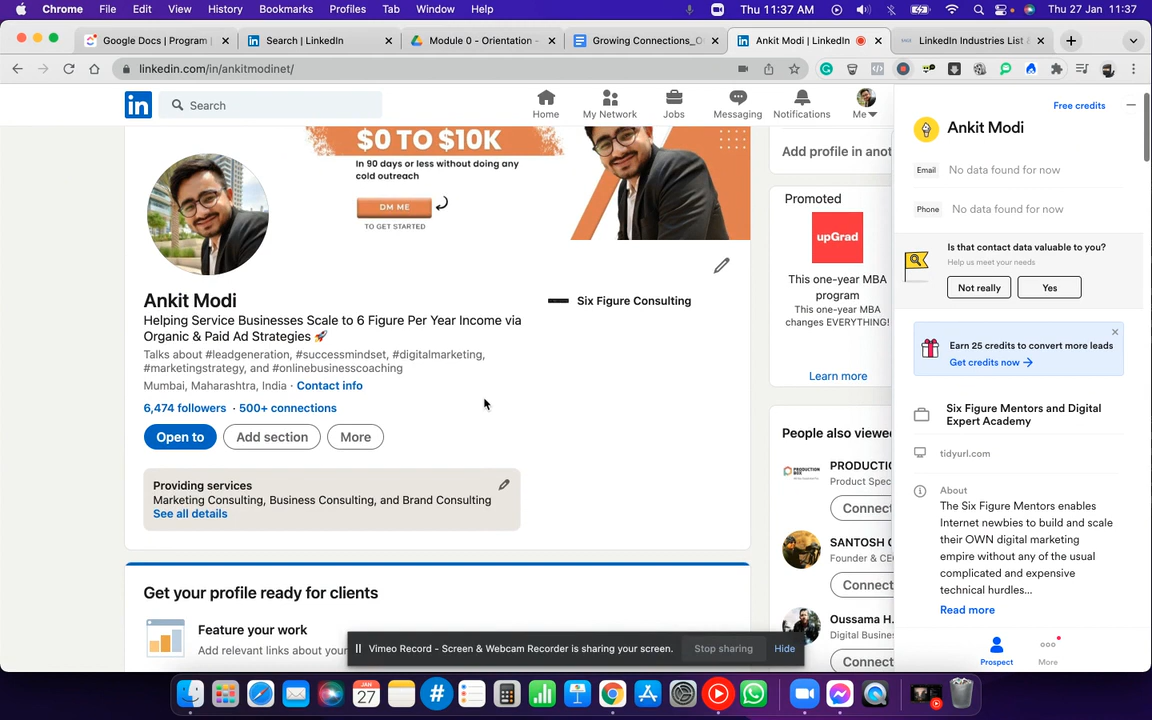 Chrome File Edit View History Bookmarks Profiles Tab Window Help Thu 11:37 AM Thu 27 Jan 11:37
Google Docs | Program | Search | LinkedIn Module 0 - Orientation - Growing Connections_O Ankit Modi | LinkedIn LinkedIn Industries List &
linkedin.com/in/ankitmodinet/
Search
Home My Network Jobs Messaging Notifications Me
$0 TO $10K
In 90 days or less without doing any
cold outreach
DM ME
TO GET STARTED
Ankit Modi
Helping Service Businesses Scale to 6 Figure Per Year Income via
Organic & Paid Ad Strategies 🚀
Talks about #leadgeneration, #successmindset, #digitalmarketing,
#marketingstrategy, and #onlinebusinesscoaching
Mumbai, Maharashtra, India · Contact info
6,474 followers · 500+ connections
Open to Add section More
Six Figure Consulting
Providing services
Marketing Consulting, Business Consulting, and Brand Consulting
See all details
Get your profile ready for clients
Feature your work
Add relevant links about your
Vimeo Record - Screen & Webcam Recorder is sharing your screen. Stop sharing Hide
Add profile in anot
Promoted
upGrad
This one-year MBA
program
This one-year MBA
changes EVERYTHING!
Learn more
People also viewed
PRODUCTIO
Product Spec
Connect
SANTOSH
Founder & CE
Connect
Oussama H.
Digital Busines
Connect
Free credits
Ankit Modi
Email No data found for now
Phone No data found for now
Is that contact data valuable to you?
Help us meet your needs
Not really Yes
Earn 25 credits to convert more leads
Get credits now →
Six Figure Mentors and Digital
Expert Academy
tidyurl.com
About
The Six Figure Mentors enables
Internet newbies to build and scale
their OWN digital marketing
empire without any of the usual
complicated and expensive
technical hurdles...
Read more
Prospect More
JAN
27